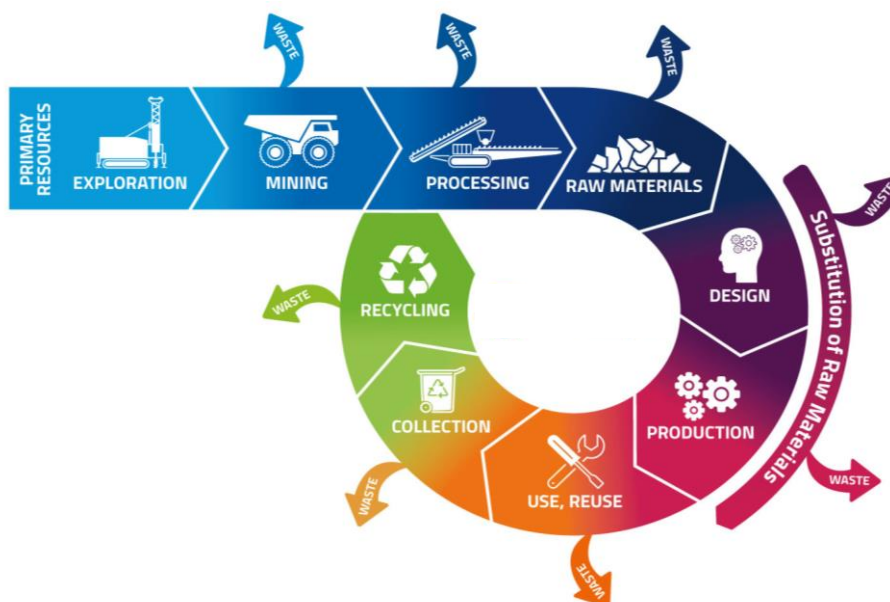 WASTE
WASTE
WASTE
PRIMARY
RESOURCES
EXPLORATION
MINING
PROCESSING
RAW MATERIALS
WASTE
Substitution of Raw Materials
DESIGN
RECYCLING
WASTE
COLLECTION
PRODUCTION
USE, REUSE
WASTE
WASTE
WASTE